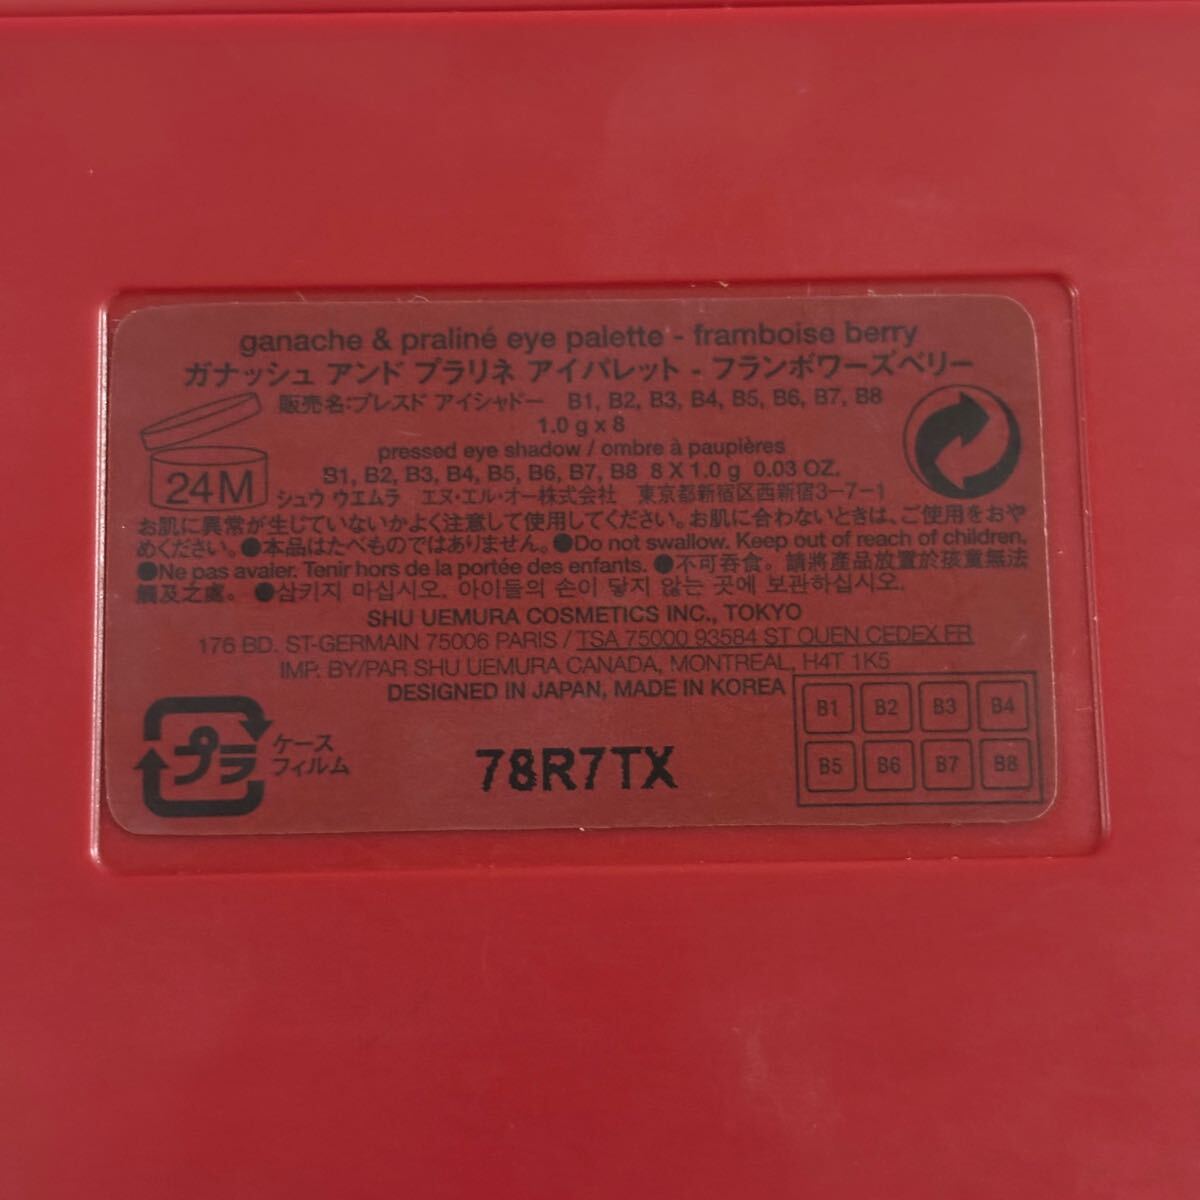 ganache & praliné eye palette - framboise berry
ガナッシュ アンド プラリネ アイパレット - フランボワーズベリー
販売名:プレスド アイシャドー B1, B2, B3, B4, B5, B6, B7, B8
1.0 g x 8
pressed eye shadow / ombre à paupières
B1, B2, B3, B4, B5, B6, B7, B8 8 X 1.0 g 0.03 OZ.
24M
シュウ ウエムラ エヌ・エル・オー株式会社 東京都新宿区西新宿3-7-1
お肌に異常が生じていないかよく注意して使用してください。お肌に合わないときは、ご使用をおや
めください。●本品はたべものではありません。●Do not swallow. Keep out of reach of children.
●Ne pas avaler. Tenir hors de la portée des enfants. ●不可吞食。請將產品放置於孩童無法
觸及之處。●삼키지 마십시오. 아이들의 손이 닿지 않는 곳에 보관하십시오.
SHU UEMURA COSMETICS INC., TOKYO
176 BD. ST-GERMAIN 75006 PARIS / TSA 75000 93584 ST OUEN CEDEX FR
IMP. BY/PAR SHU UEMURA CANADA, MONTREAL, H4T 1K5
DESIGNED IN JAPAN, MADE IN KOREA
B1 B2 B3 B4
B5 B6 B7 B8
プラ
ケース
フィルム
78R7TX